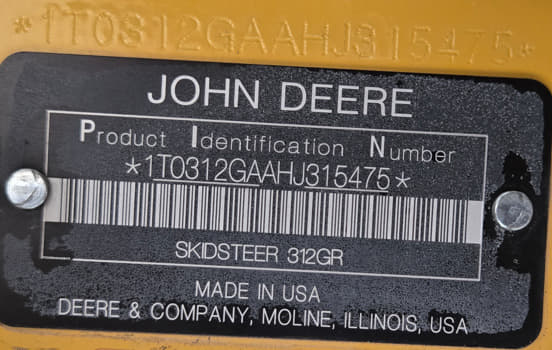 *1T0312GAAHJ315475*
JOHN DEERE
Product Identification Number
*1T0312GAAHJ315475*
SKIDSTEER 312GR
MADE IN USA
DEERE & COMPANY, MOLINE, ILLINOIS, USA